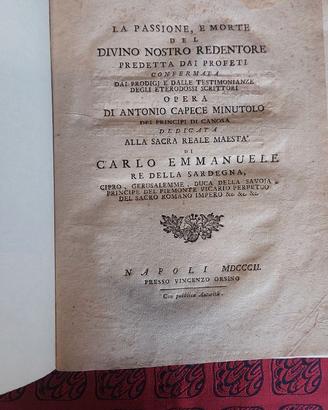 LA PASSIONE, E MORTE
DEL
DIVINO NOSTRO REDENTORE
PREDETTA DAI PROFETI
CONFERMATA
DAI PRODIGI E DALLE TESTIMONIANZE
DEGLI ETERODOSSI SCRITTORI
OPERA
DI ANTONIO CAPECE MINUTOLO
DEI PRINCIPI DI CANOSA
DEDICATA
ALLA SACRA REALE MAESTA'
DI
CARLO EMMANUELE
RE DELLA SARDEGNA,
CIPRO, GERUSALEMME, DUCA DELLA SAVOIA,
PRINCIPE DEL PIEMONTE VICARIO PERPETUO
DEL SACRO ROMANO IMPERO &c. &c. &c.
NAPOLI MDCCCII.
PRESSO VINCENZO ORSINO
Con pubblica Autorità.